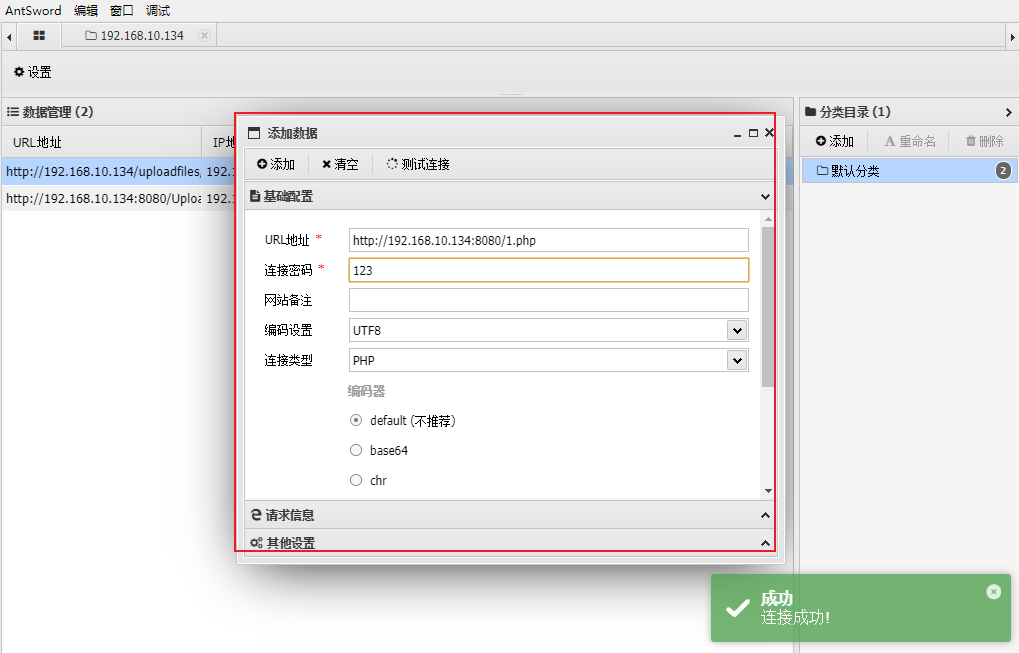 AntSword 编辑 窗口 调试
192.168.10.134
设置
数据管理 (2)
分类目录 (1)
URL地址 IP地
添加 重命名 删除
http://192.168.10.134/uploadfiles, 192.1
http://192.168.10.134:8080/Uploa 192.1
默认分类 2
添加数据
添加 清空 测试连接
基础配置
URL地址 * http://192.168.10.134:8080/1.php
连接密码 * 123
网站备注
编码设置 UTF8
连接类型 PHP
编码器
default (不推荐)
base64
chr
请求信息
其他设置
成功
连接成功!